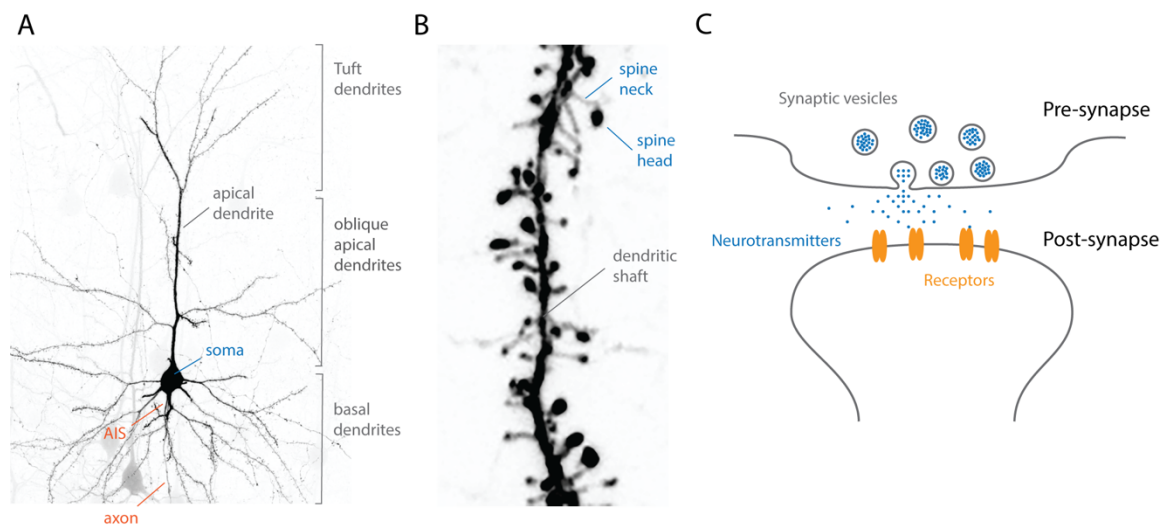 A
Tuft
dendrites
apical
dendrite
oblique
apical
dendrites
soma
basal
dendrites
AIS
axon
B
spine
neck
spine
head
dendritic
shaft
C
Synaptic vesicles
Pre-synapse
Neurotransmitters
Post-synapse
Receptors